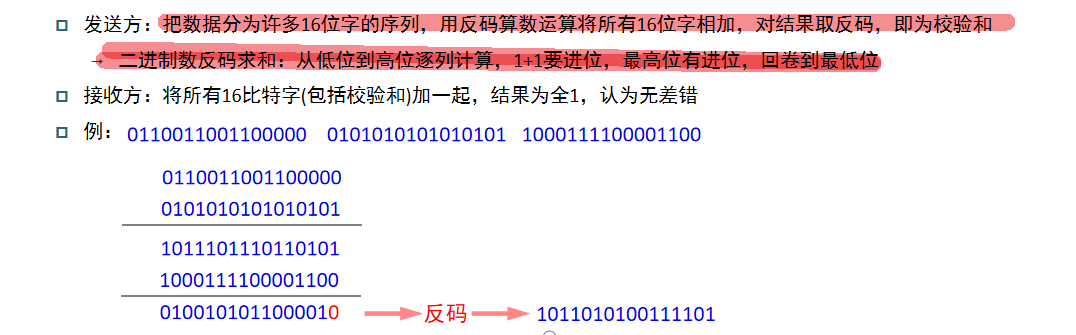 发送方：把数据分为许多16位字的序列，用反码算数运算将所有16位字相加，对结果取反码，即为校验和
→ 二进制数反码求和：从低位到高位逐列计算，1+1要进位，最高位有进位，回卷到最低位
接收方：将所有16比特字(包括校验和)加一起，结果为全1，认为无差错
例： 0110011001100000 0101010101010101 1000111100001100
0110011001100000
0101010101010101
1011101110110101
1000111100001100
0100101011000010 反码 1011010100111101